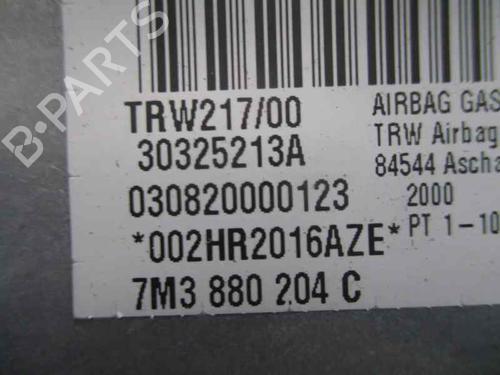 TRW217/00
30325213A
030820000123
*002HR2016AZE*
7M3 880 204 C
AIRBAG GAS
TRW Airbag
84544 Ascha
2000
PT 1-10
B-Parts